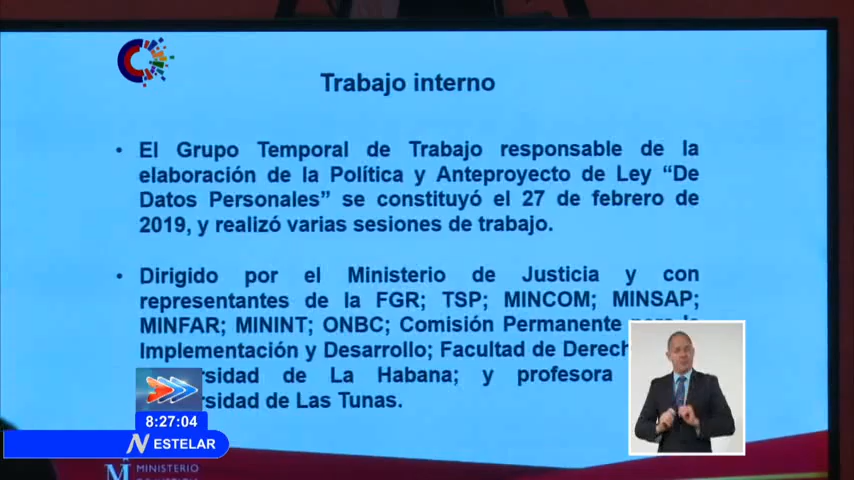 Trabajo interno
• El Grupo Temporal de Trabajo responsable de la
elaboración de la Política y Anteproyecto de Ley “De
Datos Personales” se constituyó el 27 de febrero de
2019, y realizó varias sesiones de trabajo.
• Dirigido por el Ministerio de Justicia y con
representantes de la FGR; TSP; MINCOM; MINSAP;
MINFAR; MININT; ONBC; Comisión Permanente
Implementación y Desarrollo; Facultad de
de La Habana; y profesora
de Las Tunas.
8:27:04
N ESTELAR
M MINISTERIO